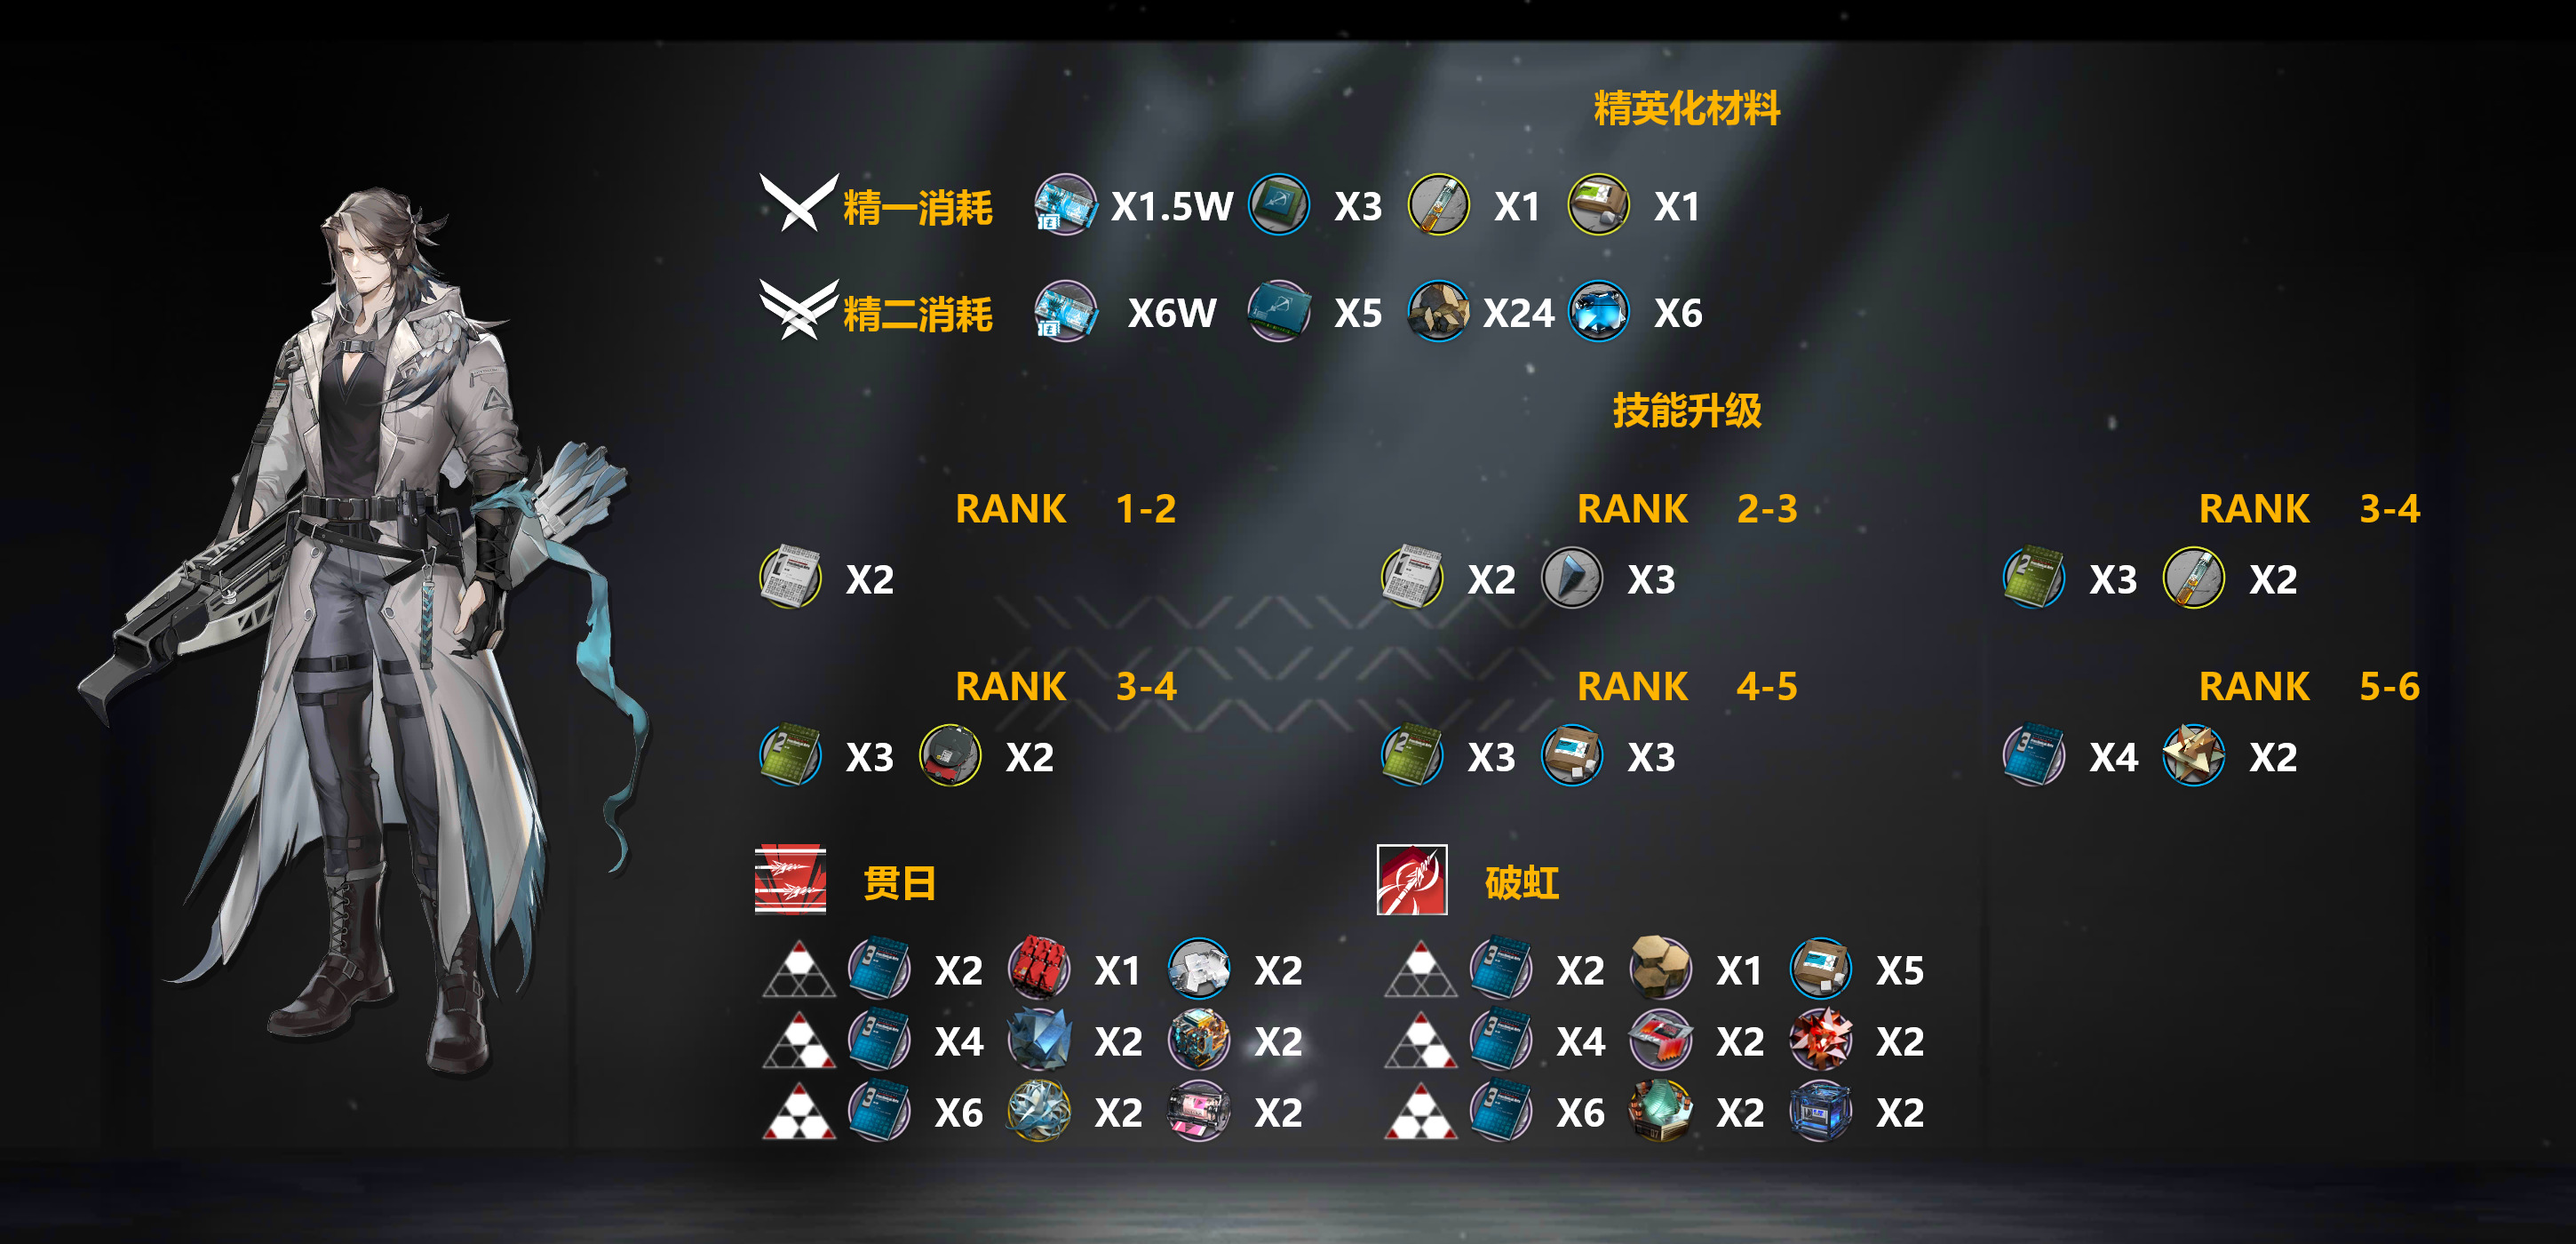 精英化材料
精一消耗 X1.5W X3 X1 X1
精二消耗 X6W X5 X24 X6
技能升级
RANK 1-2 RANK 2-3 RANK 3-4
X2 X2 X3 X3 X2
RANK 3-4 RANK 4-5 RANK 5-6
X3 X2 X3 X3 X4 X2
贯日 破虹
X2 X1 X2 X2 X1 X5
X4 X2 X2 X4 X2 X2
X6 X2 X2 X6 X2 X2